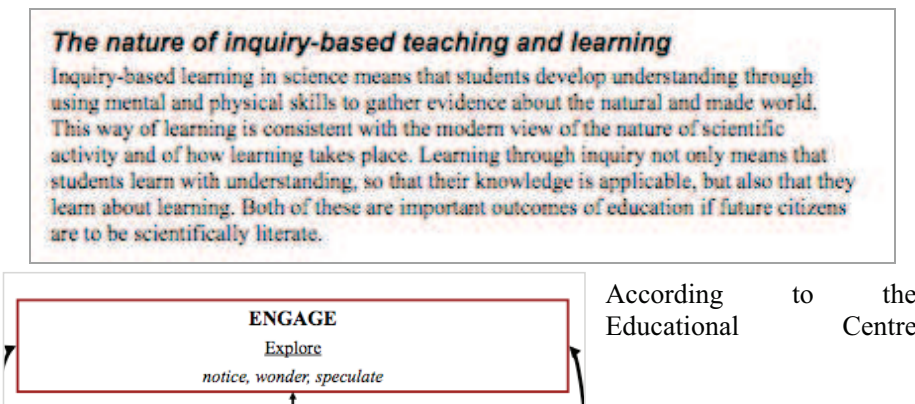 The nature of inquiry-based teaching and learning
Inquiry-based learning in science means that students develop understanding through
using mental and physical skills to gather evidence about the natural and made world.
This way of learning is consistent with the modern view of the nature of scientific
activity and of how learning takes place. Learning through inquiry not only means that
students learn with understanding, so that their knowledge is applicable, but also that they
learn about learning. Both of these are important outcomes of education if future citizens
are to be scientifically literate.
ENGAGE
Explore
notice, wonder, speculate
According to the
Educational Centre